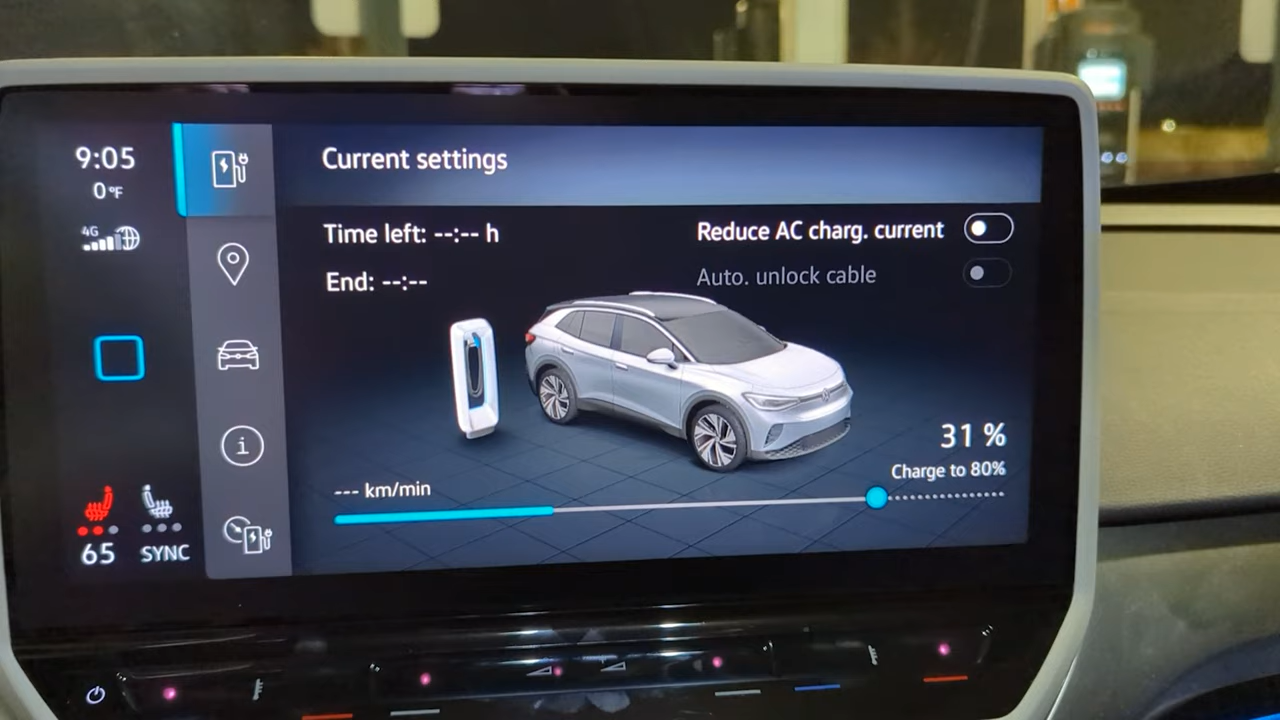 9:05
0°F
4G
Current settings
Time left: --:-- h
End: --:--
Reduce AC charg. current
Auto. unlock cable
31 %
Charge to 80%
--- km/min
65
SYNC